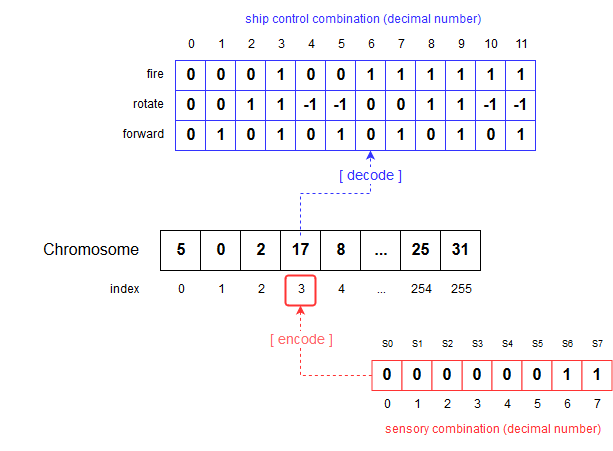 ship control combination (decimal number)
0 1 2 3 4 5 6 7 8 9 10 11
fire 0 0 0 1 0 0 1 1 1 1 1 1
rotate 0 0 1 1 -1 -1 0 0 1 1 -1 -1
forward 0 1 0 1 0 1 0 1 0 1 0 1
[ decode ]
Chromosome 5 0 2 17 8 ... 25 31
index 0 1 2 3 4 ... 254 255
[ encode ]
S0 S1 S2 S3 S4 S5 S6 S7
0 0 0 0 0 0 1 1
0 1 2 3 4 5 6 7
sensory combination (decimal number)